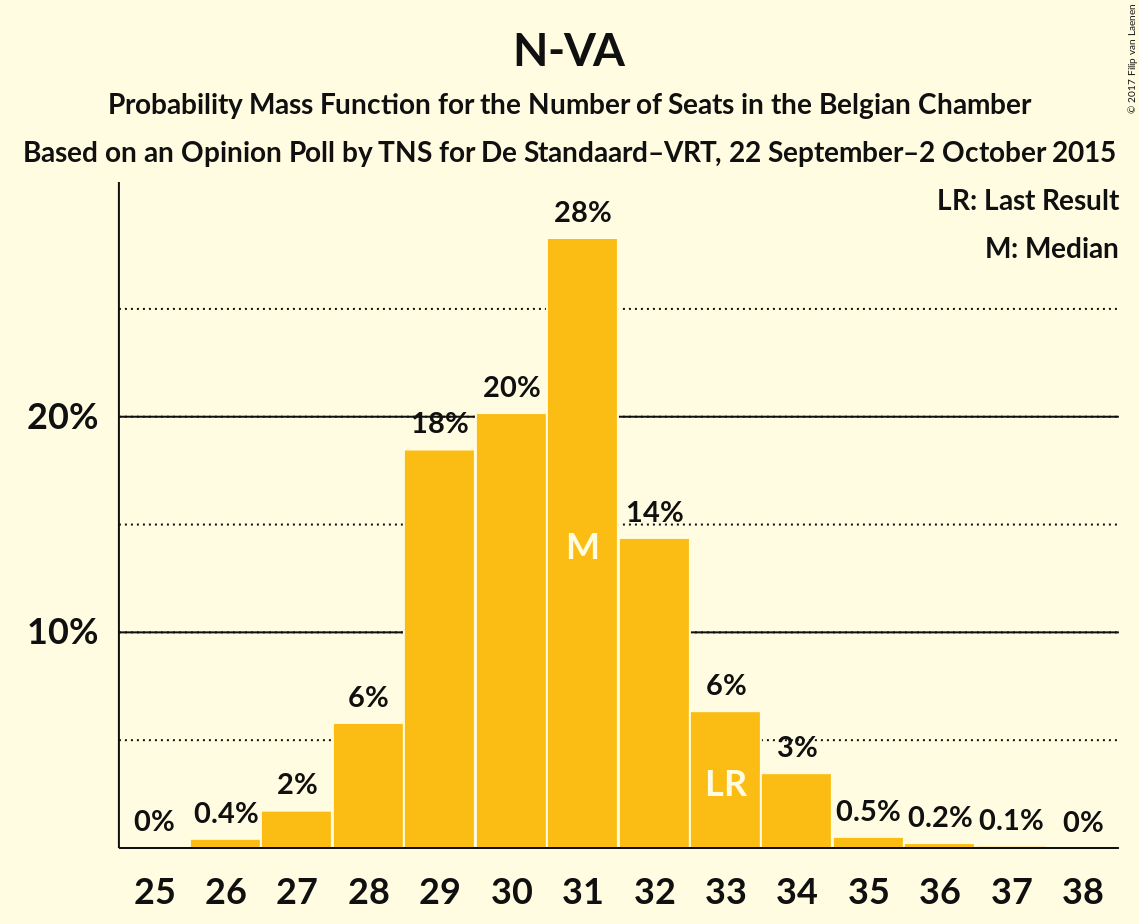 N-VA
Probability Mass Function for the Number of Seats in the Belgian Chamber
Based on an Opinion Poll by TNS for De Standaard–VRT, 22 September–2 October 2015
© 2017 Filip van Laenen
LR: Last Result
M: Median
20%
10%
0%
0.4%
2%
6%
18%
20%
28%
14%
6%
3%
0.5%
0.2%
0.1%
0%
M
LR
25 26 27 28 29 30 31 32 33 34 35 36 37 38